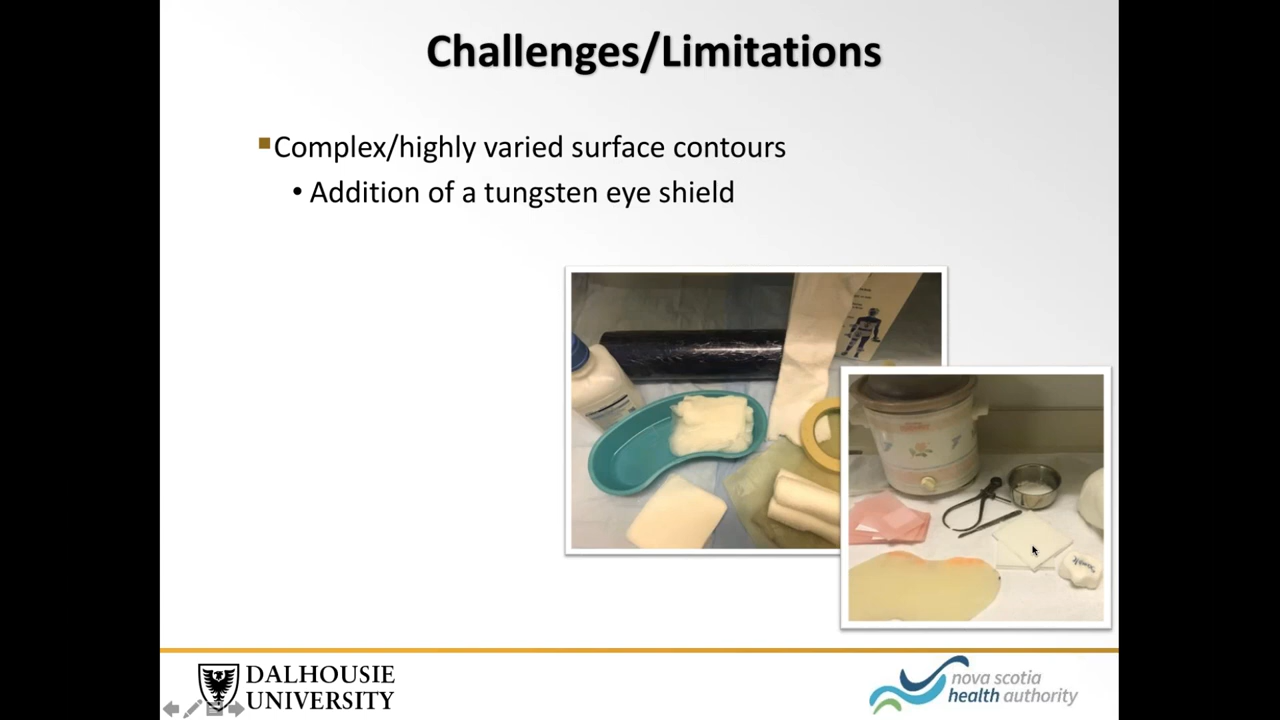 Challenges/Limitations
Complex/highly varied surface contours
• Addition of a tungsten eye shield
DALHOUSIE
UNIVERSITY
nova scotia
health authority